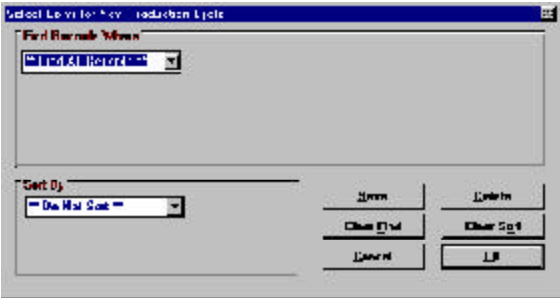 Select Cows for New Production Cycle
Find Records Where
** Find All Records **
Sort By
** Do Not Sort **
Save
Delete
Clear Find
Clear Sort
Cancel
OK